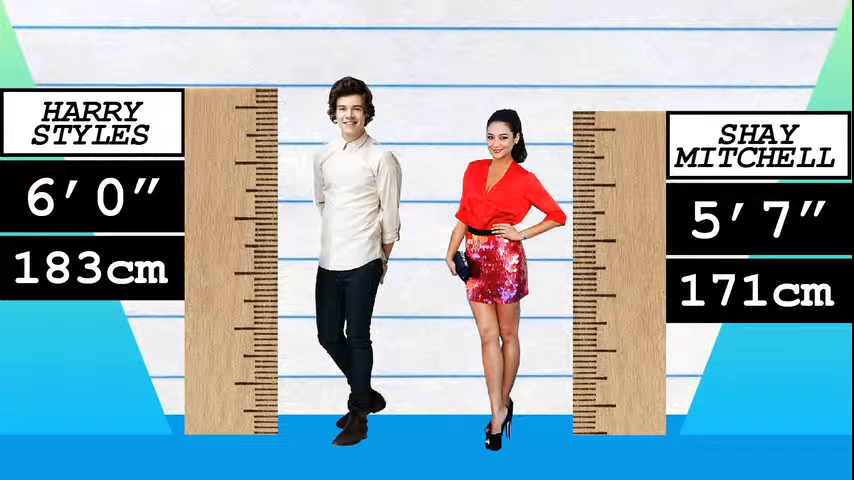 HARRY
STYLES
6’0”
183cm
SHAY
MITCHELL
5’7”
171cm